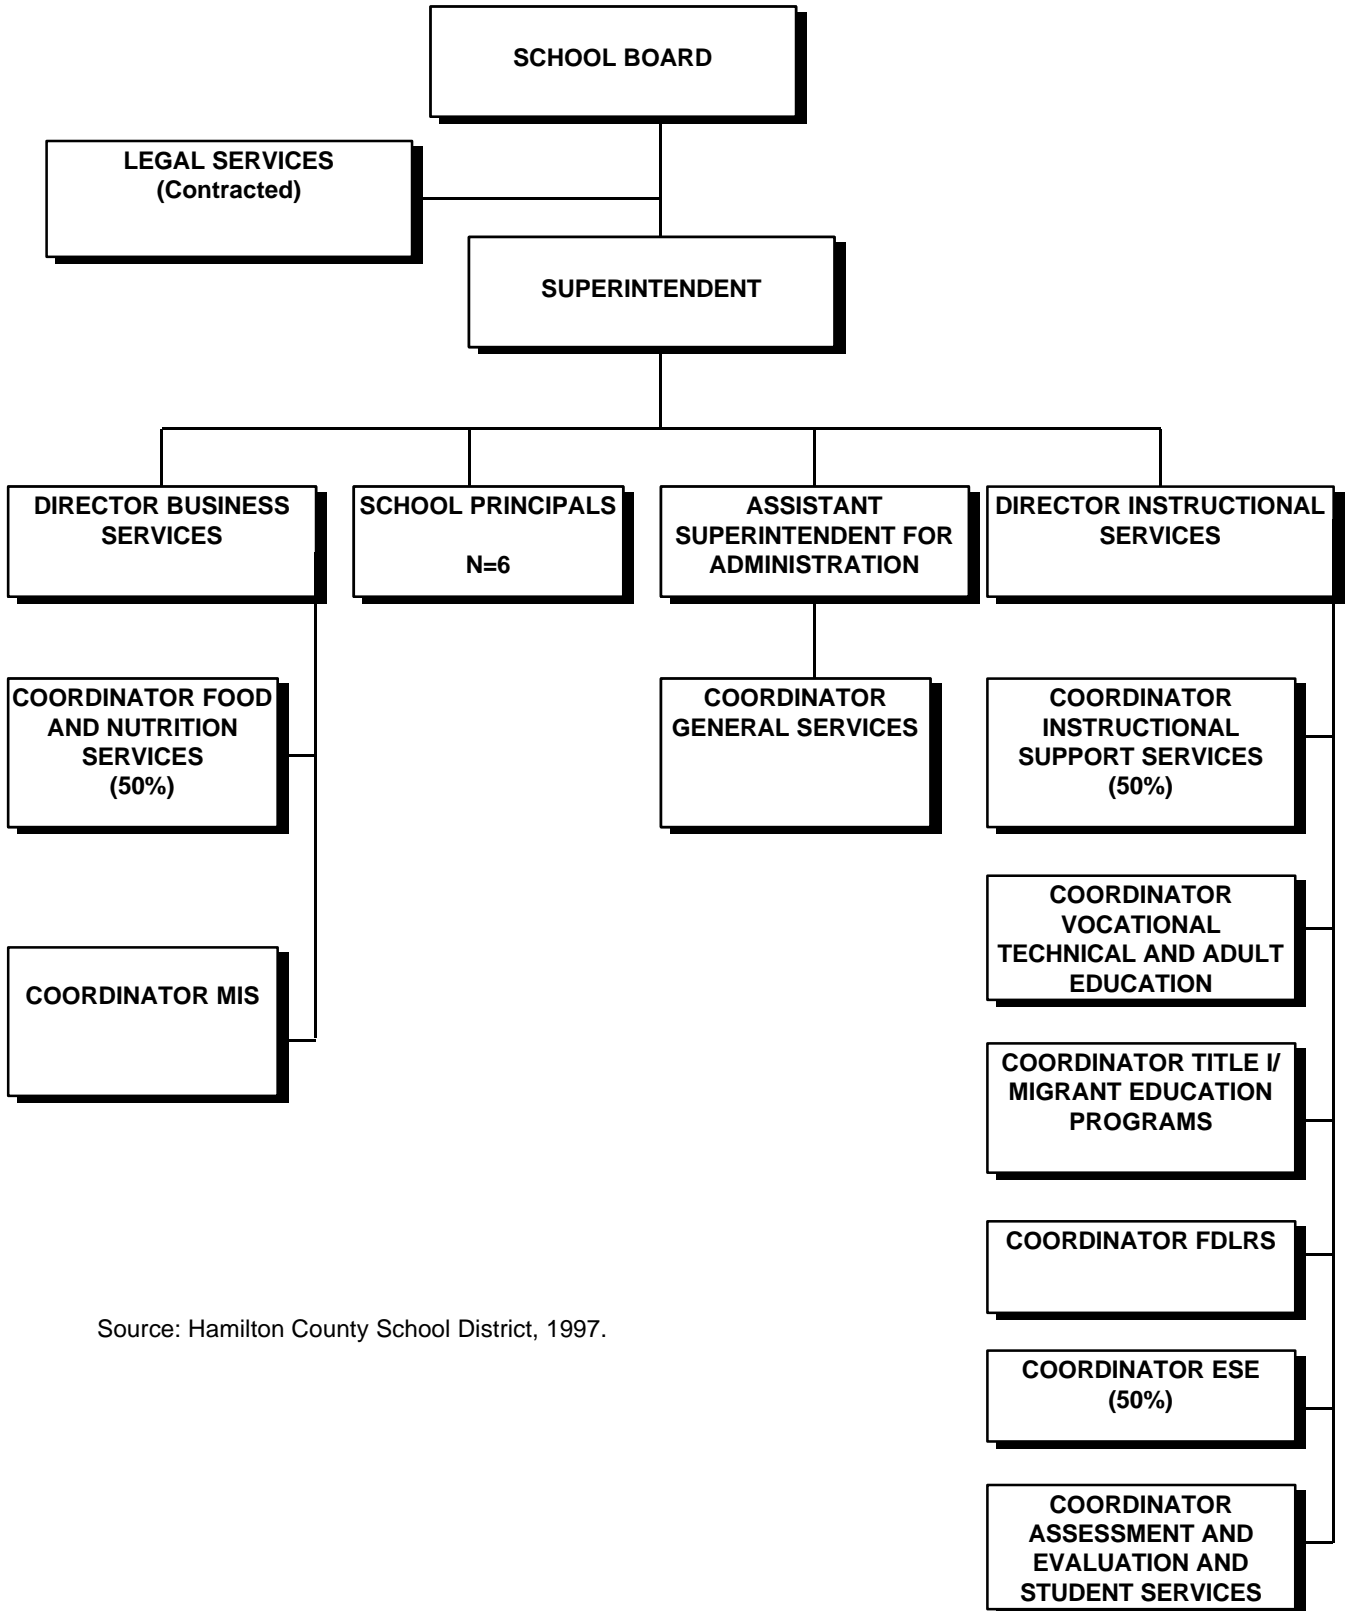 SCHOOL BOARD
LEGAL SERVICES
(Contracted)
SUPERINTENDENT
DIRECTOR BUSINESS
SERVICES
SCHOOL PRINCIPALS
N=6
ASSISTANT
SUPERINTENDENT FOR
ADMINISTRATION
DIRECTOR INSTRUCTIONAL
SERVICES
COORDINATOR FOOD
AND NUTRITION
SERVICES
(50%)
COORDINATOR
GENERAL SERVICES
COORDINATOR
INSTRUCTIONAL
SUPPORT SERVICES
(50%)
COORDINATOR
VOCATIONAL
TECHNICAL AND ADULT
EDUCATION
COORDINATOR MIS
COORDINATOR TITLE I/
MIGRANT EDUCATION
PROGRAMS
COORDINATOR FDLRS
Source: Hamilton County School District, 1997.
COORDINATOR ESE
(50%)
COORDINATOR
ASSESSMENT AND
EVALUATION AND
STUDENT SERVICES